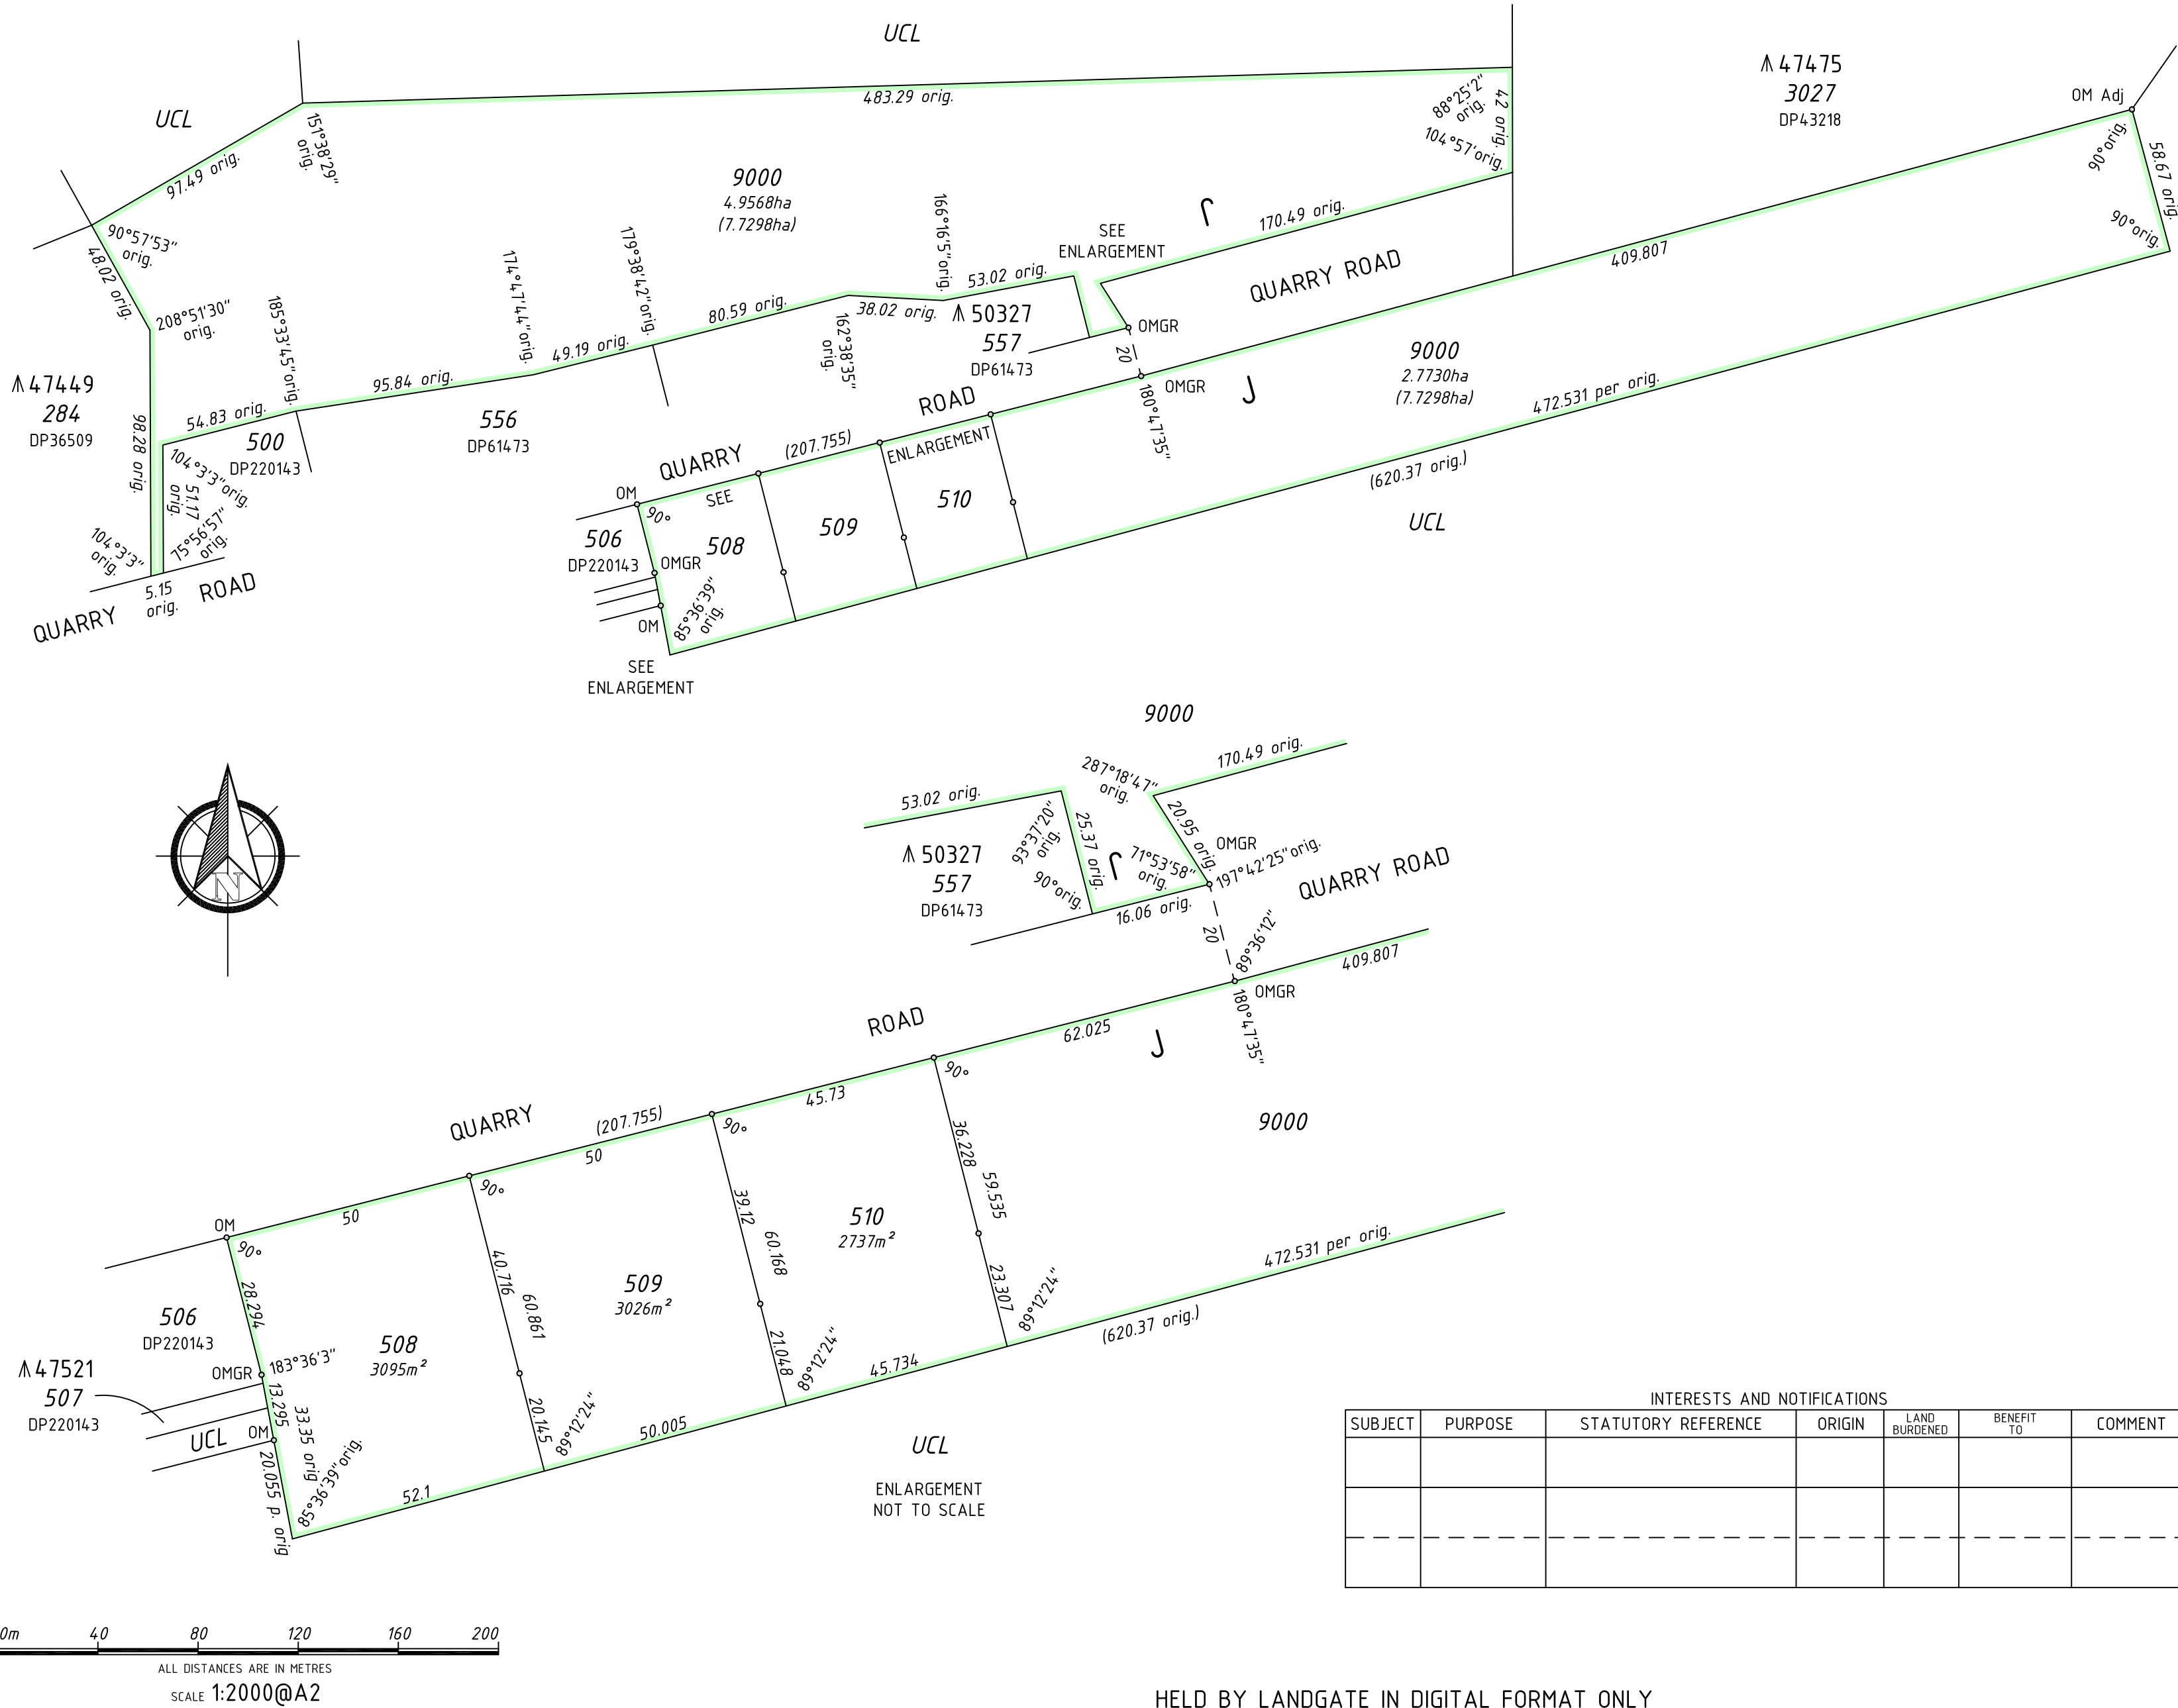 UCL
UCL
483.29 orig.
97.49 orig.
151°38'29"
orig.
88°25'2"
orig.
42 orig.
104°57'orig.
47475
3027
DP43218
OM Adj
90°orig.
58.67 orig.
90°orig.
9000
4.9568ha
(7.7298ha)
170.49 orig.
SEE
ENLARGEMENT
QUARRY ROAD
409.807
90°57'53"
orig.
48.02 orig.
208°51'30"
orig.
185°33'45"orig.
174°47'44"orig.
179°38'42"orig.
166°16'5"orig.
53.02 orig.
80.59 orig.
38.02 orig.
162°38'35"
orig.
49.19 orig.
95.84 orig.
54.83 orig.
50327
557
DP61473
OMGR
20
OMGR
180°47'35"
9000
2.7730ha
(7.7298ha)
472.531 per orig.
(620.37 orig.)
UCL
47449
284
DP36509
98.28 orig.
500
DP220143
556
DP61473
104°3'3"orig.
51.17
orig.
75°56'57"
orig.
104°3'3"
orig.
5.15
orig.
QUARRY ROAD
QUARRY ROAD
(207.755)
SEE ENLARGEMENT
OM
90°
506
DP220143
508
509
510
OMGR
OM
85°36'39"
orig.
SEE
ENLARGEMENT
9000
170.49 orig.
287°18'47"
orig.
53.02 orig.
93°37'20"
orig.
25.37 orig.
20.95 orig.
OMGR
71°53'58"
orig.
197°42'25"orig.
90°orig.
16.06 orig.
50327
557
DP61473
QUARRY ROAD
20
89°36'12"
409.807
OMGR
180°47'35"
N
QUARRY ROAD
62.025
45.73
(207.755)
50
50
90°
90°
90°
90°
OM
9000
36.228
59.535
23.307
89°12'24"
39.12
60.168
21.048
89°12'24"
40.716
60.861
20.145
89°12'24"
510
2737m²
509
3026m²
508
3095m²
28.294
506
DP220143
OMGR
183°36'3"
47521
507
DP220143
13.295
33.35 orig
UCL
OM
20.055 p. orig
85°36'39"orig.
52.1
50.005
45.734
472.531 per orig.
(620.37 orig.)
UCL
ENLARGEMENT
NOT TO SCALE
INTERESTS AND NOTIFICATIONS
SUBJECT PURPOSE STATUTORY REFERENCE ORIGIN LAND BURDENED BENEFIT TO COMMENT
0m 40 80 120 160 200
ALL DISTANCES ARE IN METRES
SCALE 1:2000@A2
HELD BY LANDGATE IN DIGITAL FORMAT ONLY